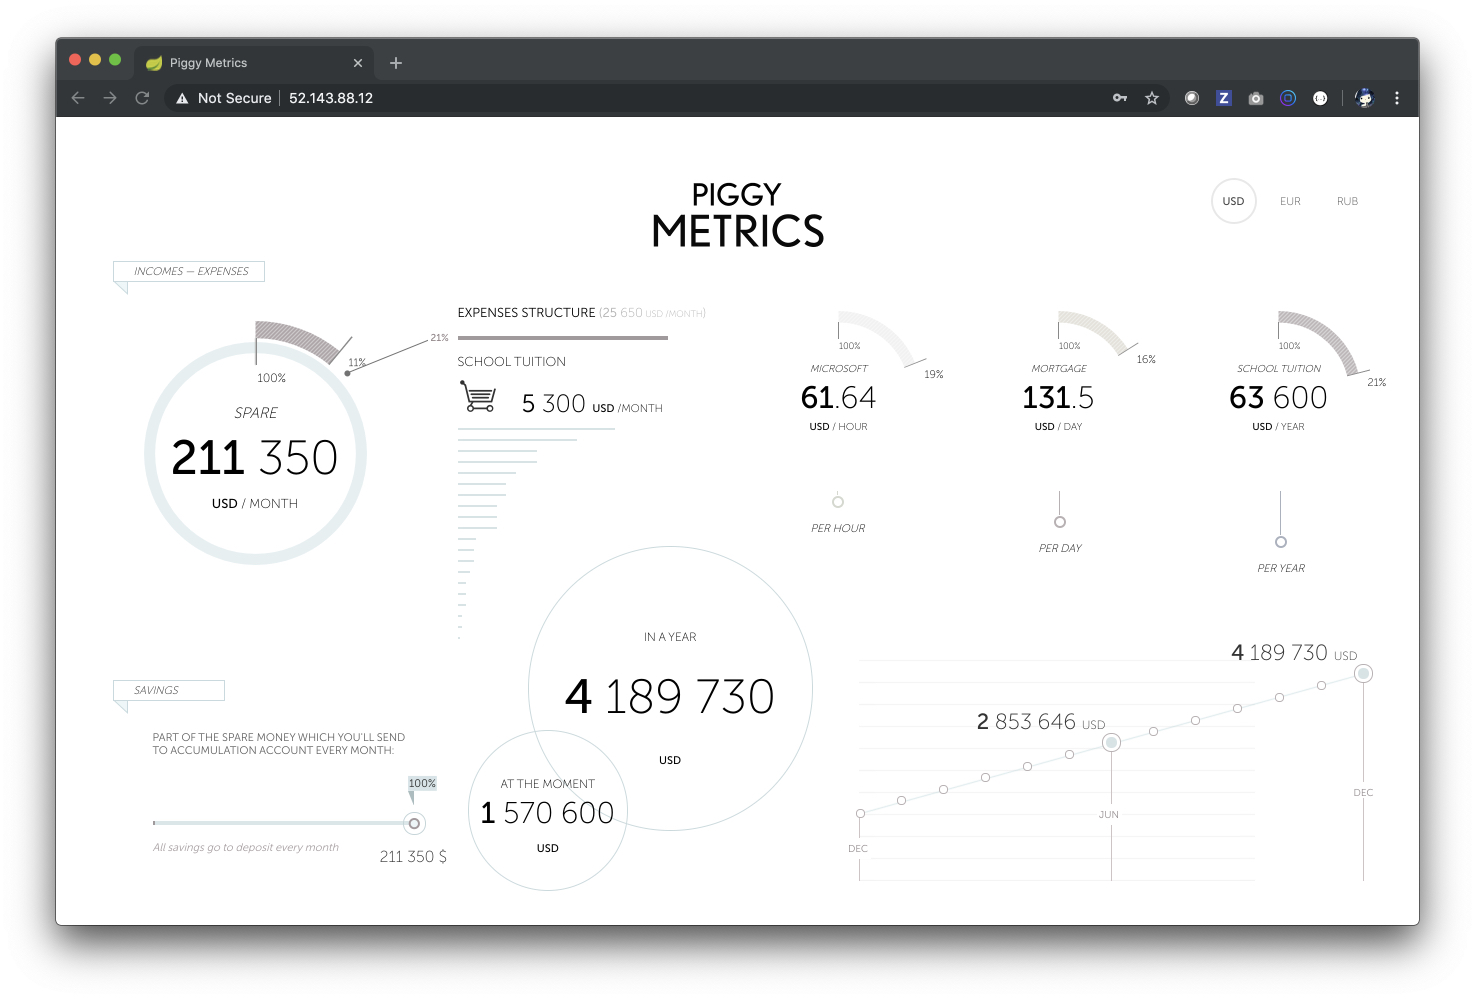 Piggy Metrics
Not Secure 52.143.88.12
PIGGY
METRICS
USD EUR RUB
INCOMES — EXPENSES
11%
21%
100%
SPARE
211 350
USD / MONTH
EXPENSES STRUCTURE (25 650 USD /MONTH)
SCHOOL TUITION
5 300 USD /MONTH
100%
19%
MICROSOFT
61.64
USD / HOUR
100%
16%
MORTGAGE
131.5
USD / DAY
100%
21%
SCHOOL TUITION
63 600
USD / YEAR
PER HOUR
PER DAY
PER YEAR
SAVINGS
PART OF THE SPARE MONEY WHICH YOU'LL SEND
TO ACCUMULATION ACCOUNT EVERY MONTH:
100%
All savings go to deposit every month
211 350 $
IN A YEAR
4 189 730
USD
AT THE MOMENT
1 570 600
USD
4 189 730 USD
2 853 646 USD
DEC
JUN
DEC